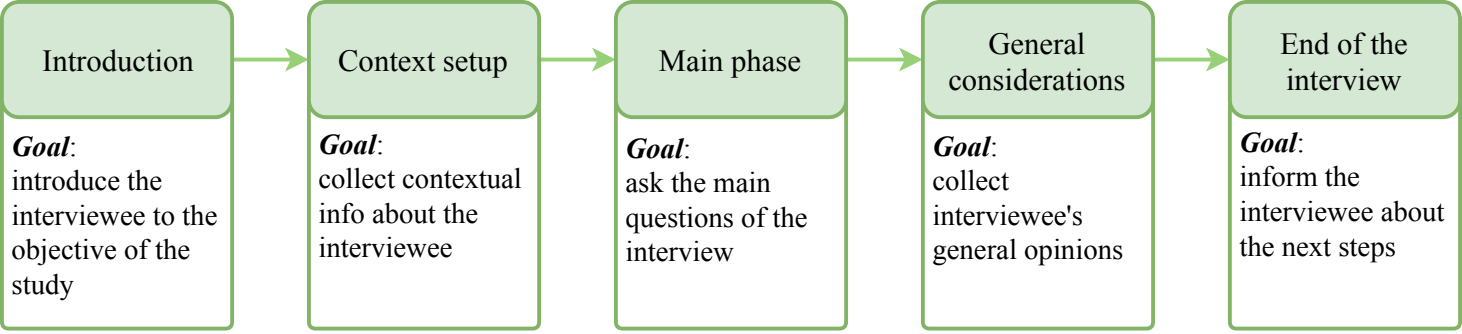 Introduction
Goal:
introduce the
interviewee to the
objective of the
study
Context setup
Goal:
collect contextual
info about the
interviewee
Main phase
Goal:
ask the main
questions of the
interview
General
considerations
Goal:
collect
interviewee's
general opinions
End of the
interview
Goal:
inform the
interviewee about
the next steps